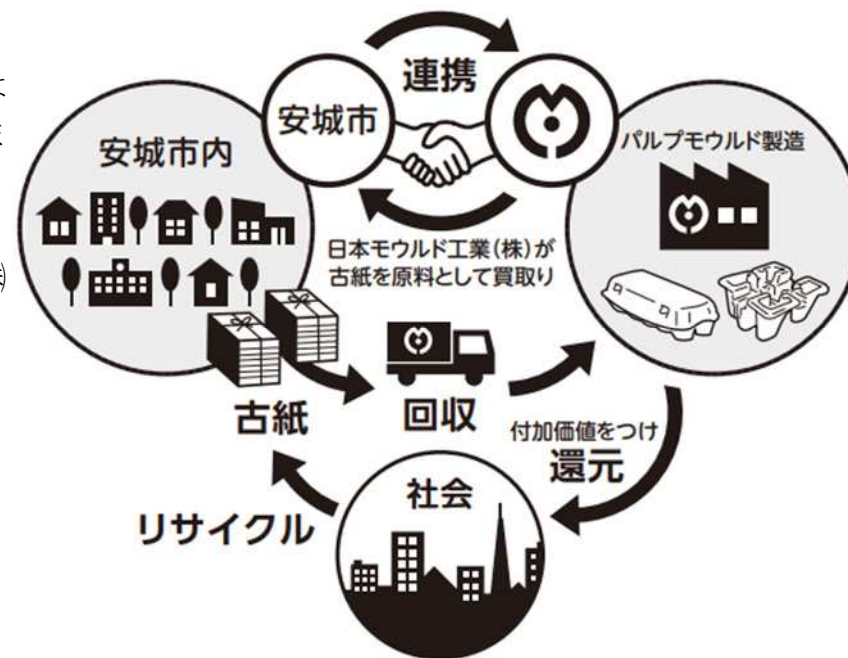 連携
安城市
安城市内
パルプモウルド製造
日本モウルド工業(株)が
古紙を原料として買取り
古紙
回収
付加価値をつけ
還元
社会
リサイクル